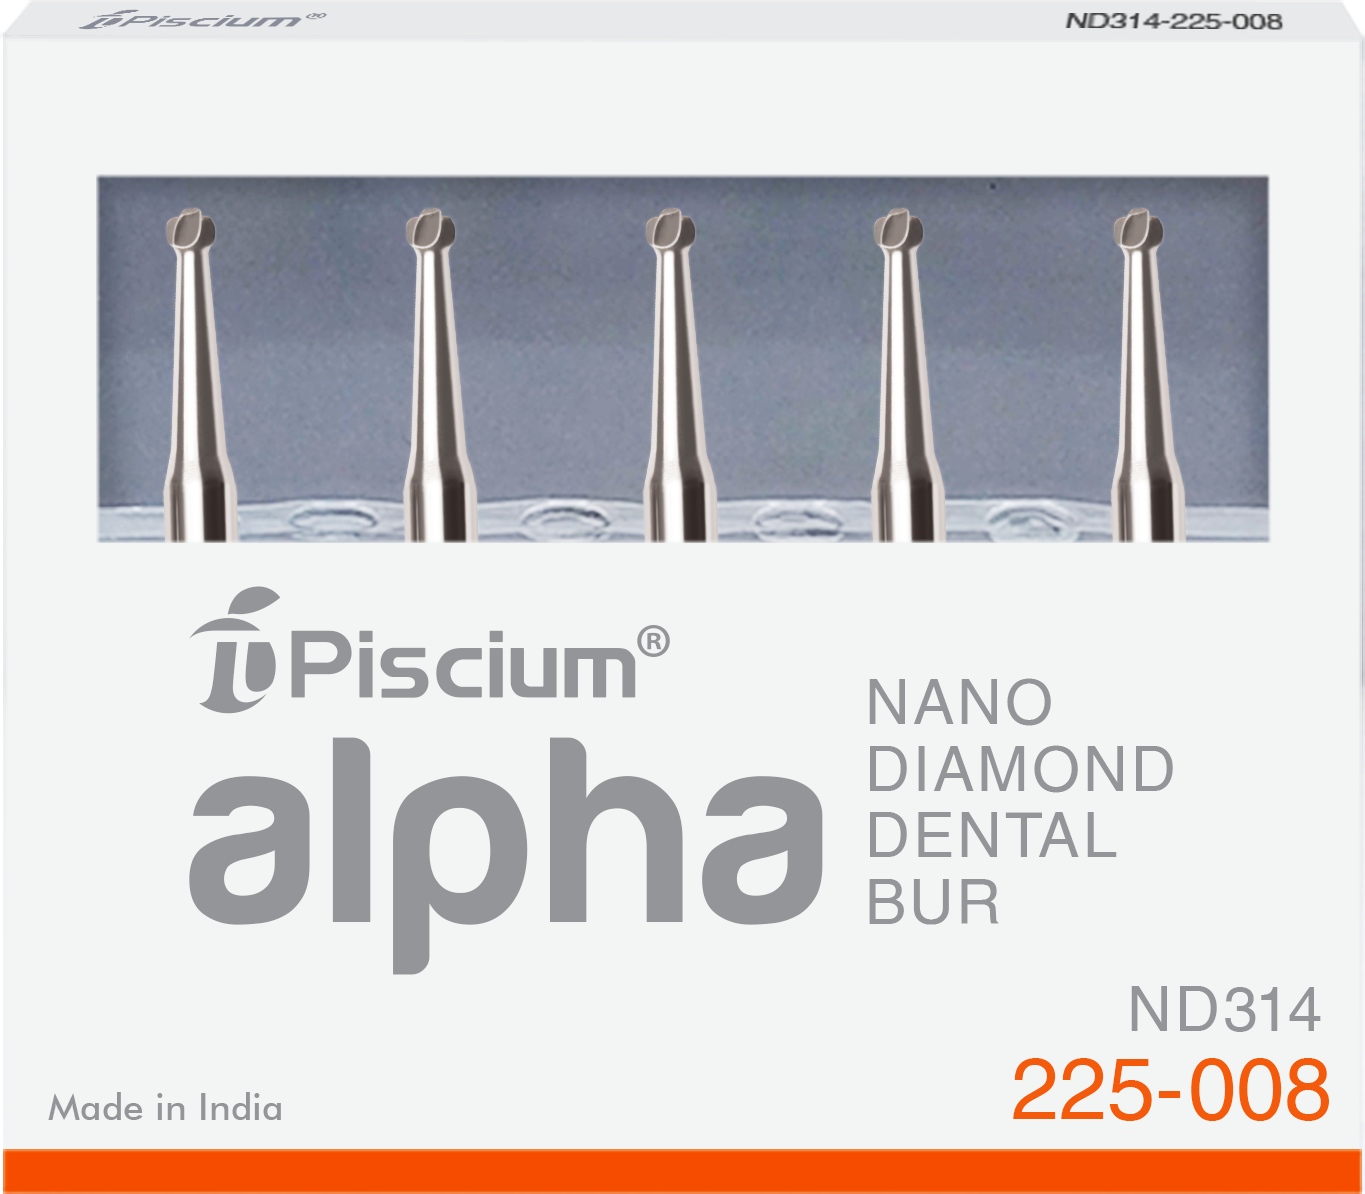 Piscium®
ND314-225-008
Piscium®
alpha
NANO
DIAMOND
DENTAL
BUR
ND314
225-008
Made in India